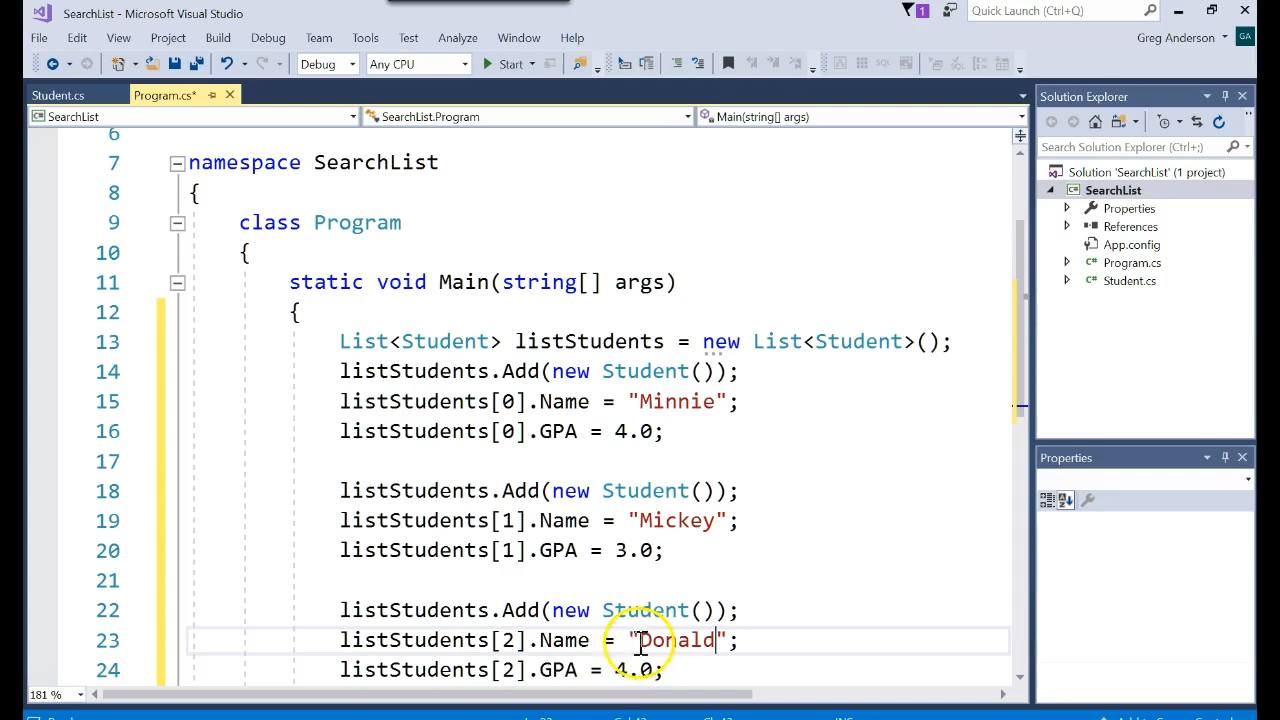 SearchList - Microsoft Visual Studio
1
Quick Launch (Ctrl+Q)
File Edit View Project Build Debug Team Tools Test Analyze Window Help
Greg Anderson
GA
Debug
Any CPU
Start
Student.cs
Program.cs*
SearchList
SearchList.Program
Main(string[] args)
6
7 namespace SearchList
8 {
9 class Program
10 {
11 static void Main(string[] args)
12 {
13 List<Student> listStudents = new List<Student>();
14 listStudents.Add(new Student());
15 listStudents[0].Name = "Minnie";
16 listStudents[0].GPA = 4.0;
17
18 listStudents.Add(new Student());
19 listStudents[1].Name = "Mickey";
20 listStudents[1].GPA = 3.0;
21
22 listStudents.Add(new Student());
23 listStudents[2].Name = "Donald";
24 listStudents[2].GPA = 4.0;
181 %
Solution Explorer
Search Solution Explorer (Ctrl+;)
Solution 'SearchList' (1 project)
SearchList
Properties
References
App.config
Program.cs
Student.cs
Properties